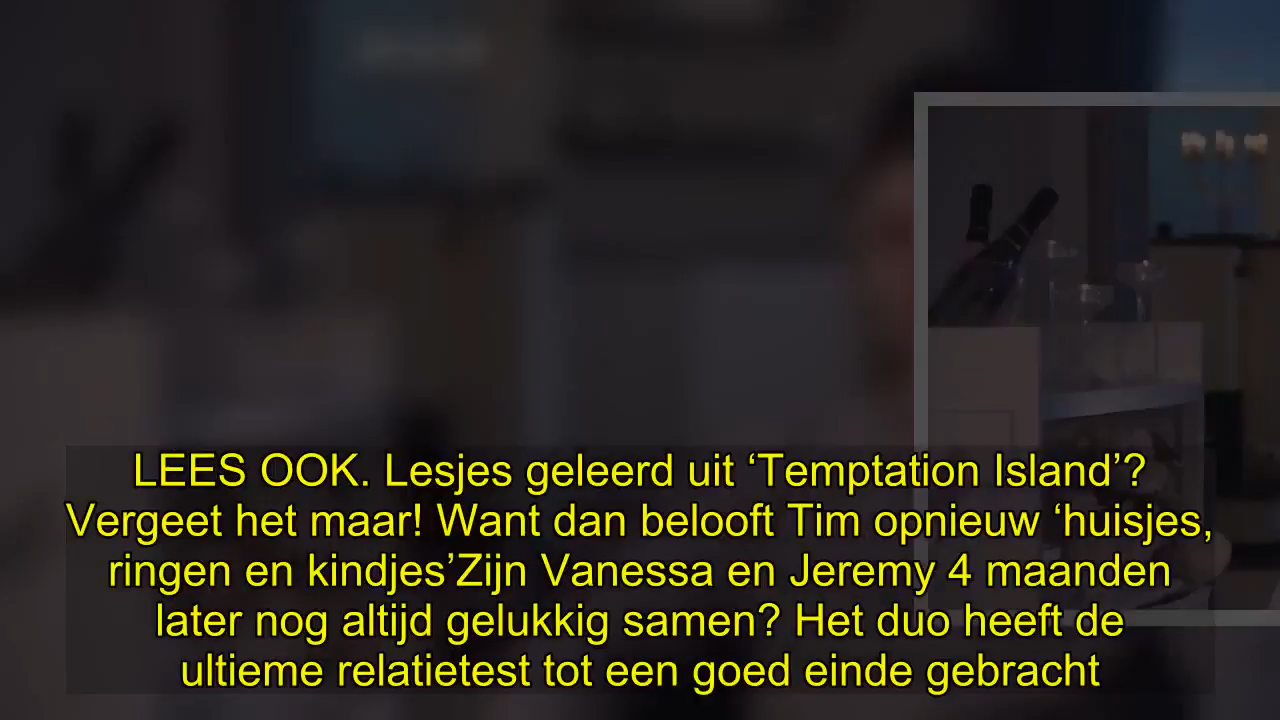 LEES OOK. Lesjes geleerd uit ‘Temptation Island’?
Vergeet het maar! Want dan belooft Tim opnieuw ‘huisjes,
ringen en kindjes’Zijn Vanessa en Jeremy 4 maanden
later nog altijd gelukkig samen? Het duo heeft de
ultieme relatietest tot een goed einde gebracht